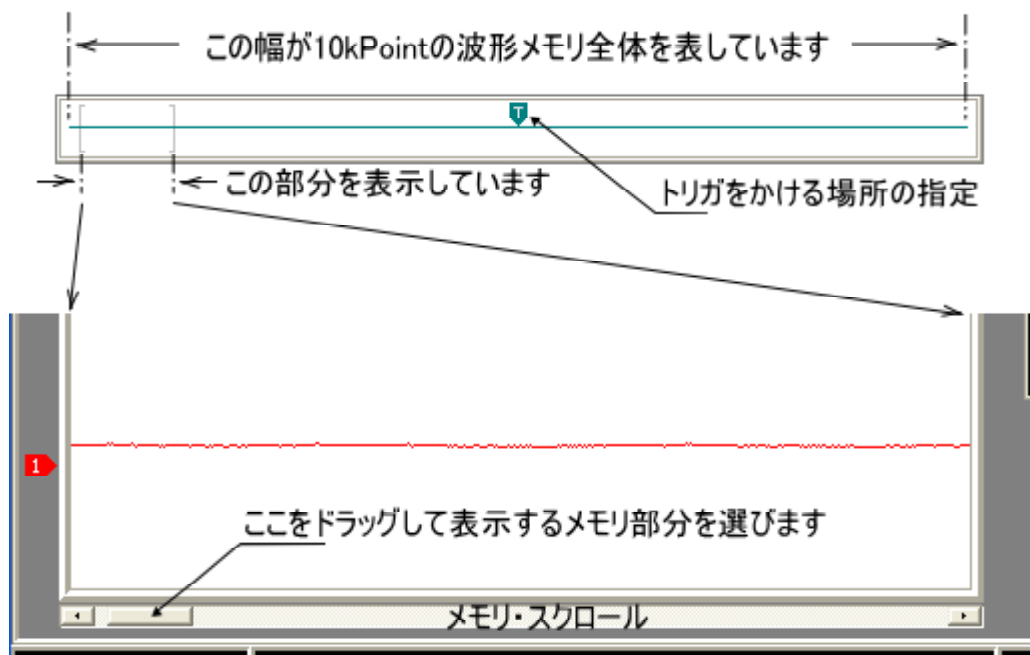 この幅が10kPointの波形メモリ全体を表しています
T
この部分を表示しています
トリガをかける場所の指定
1
ここをドラッグして表示するメモリ部分を選びます
メモリ・スクロール